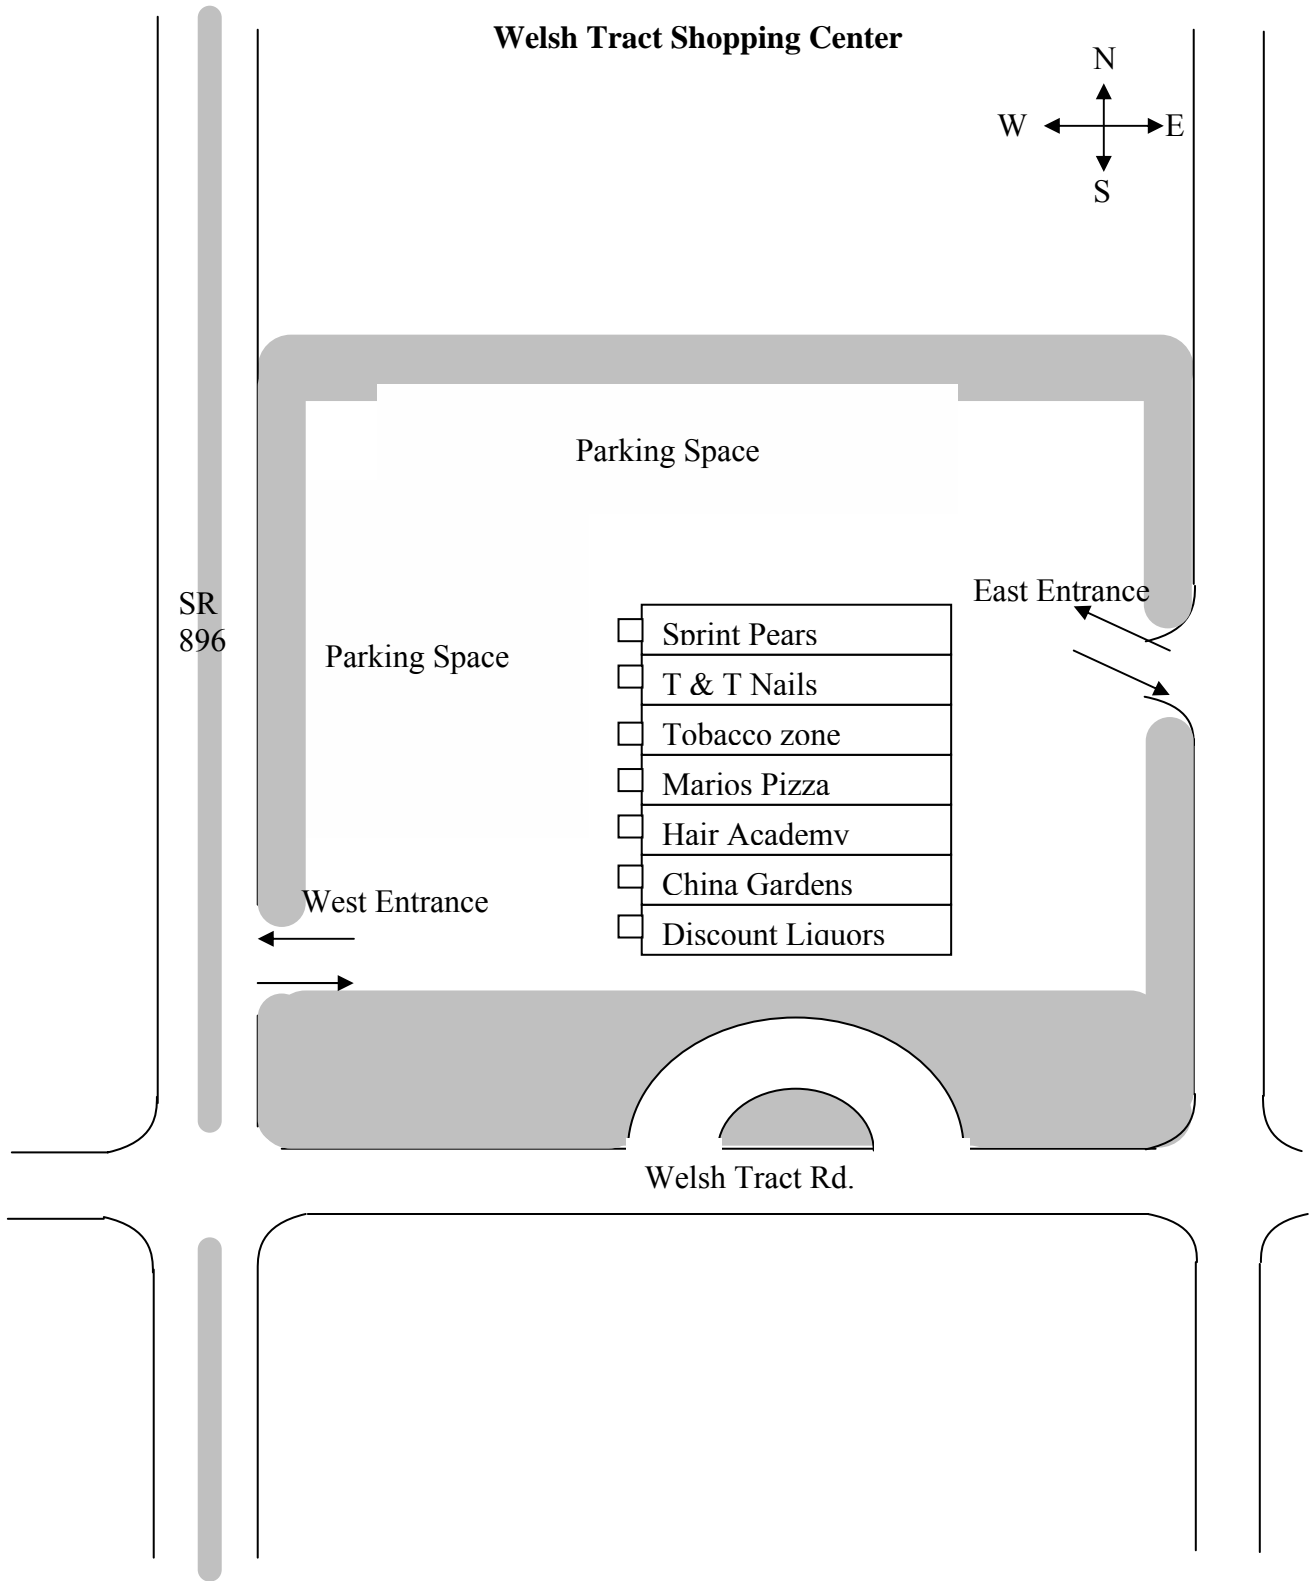 Welsh Tract Shopping Center
N
W
E
S
Parking Space
East Entrance
SR
896
Parking Space
Sprint Pears
T & T Nails
Tobacco zone
Marios Pizza
Hair Academy
China Gardens
Discount Liquors
West Entrance
Welsh Tract Rd.